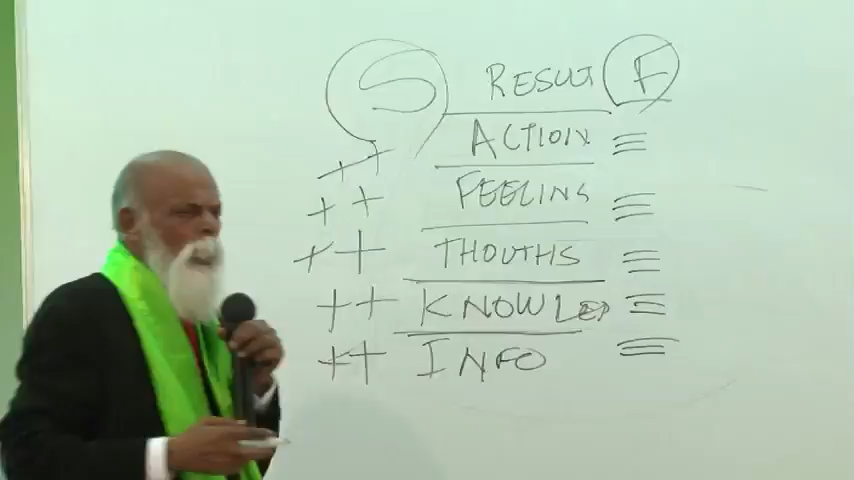 S RESULT F
++ ACTION
++ FEELING
++ THOUTHS
++ KNOWLED
++ INFO